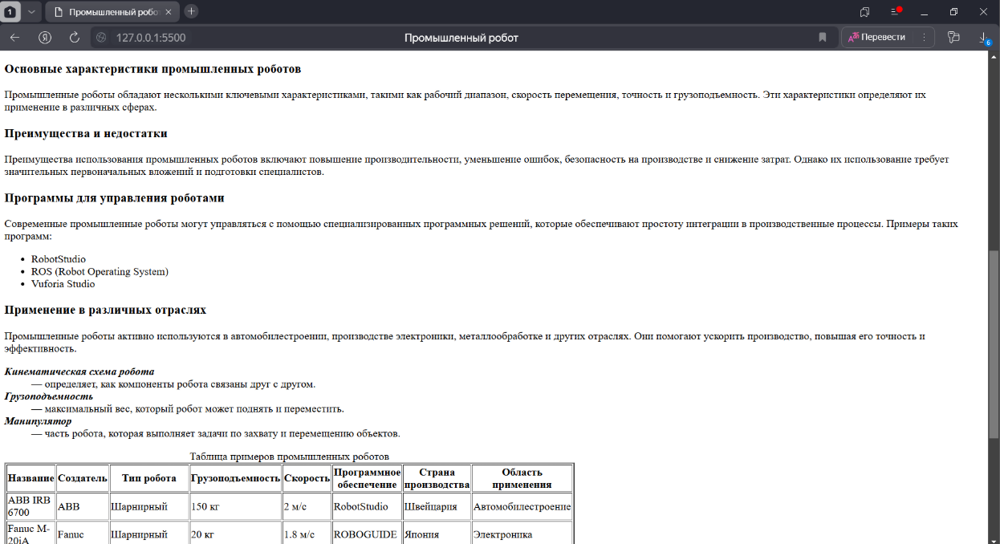 1
Промышленный робо
127.0.0.1:5500
Промышленный робот
Перевести
6
Основные характеристики промышленных роботов
Промышленные роботы обладают несколькими ключевыми характеристиками, такими как рабочий диапазон, скорость перемещения, точность и грузоподъемность. Эти характеристики определяют их
применение в различных сферах.
Преимущества и недостатки
Преимущества использования промышленных роботов включают повышение производительности, уменьшение ошибок, безопасность на производстве и снижение затрат. Однако их использование требует
значительных первоначальных вложений и подготовки специалистов.
Программы для управления роботами
Современные промышленные роботы могут управляться с помощью специализированных программных решений, которые обеспечивают простоту интеграции в производственные процессы. Примеры таких
программ:
• RobotStudio
• ROS (Robot Operating System)
• Vuforia Studio
Применение в различных отраслях
Промышленные роботы активно используются в автомобилестроении, производстве электроники, металлообработке и других отраслях. Они помогают ускорить производство, повышая его точность и
эффективность.
Кинематическая схема робота
— определяет, как компоненты робота связаны друг с другом.
Грузоподъемность
— максимальный вес, который робот может поднять и переместить.
Манипулятор
— часть робота, которая выполняет задачи по захвату и перемещению объектов.
Таблица примеров промышленных роботов
Название Создатель Тип робота Грузоподъемность Скорость Программное обеспечение Страна производства Область применения
ABB IRB 6700 ABB Шарнирный 150 кг 2 м/с RobotStudio Швейцария Автомобилестроение
Fanuc M-20iA Fanuc Шарнирный 20 кг 1.8 м/с ROBOGUIDE Япония Электроника